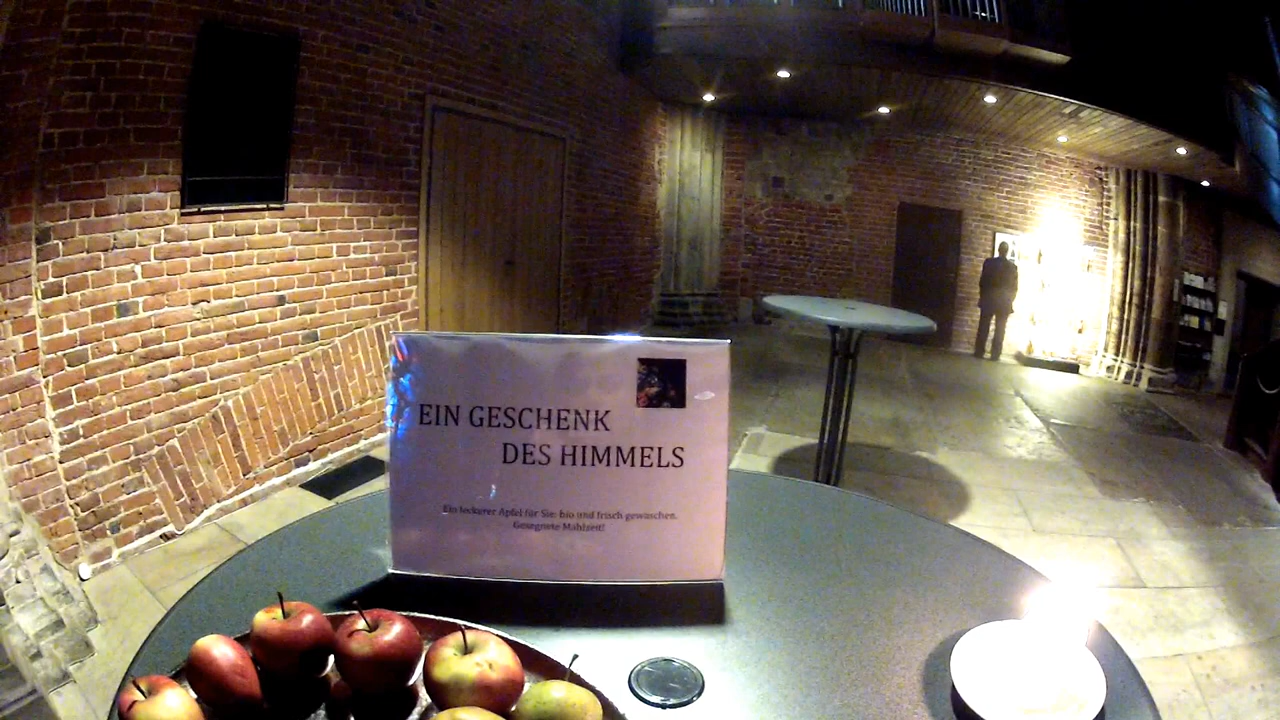 EIN GESCHENK
DES HIMMELS
Ein leckerer Apfel für Sie: bio und frisch gewaschen.
Gesegnete Mahlzeit!